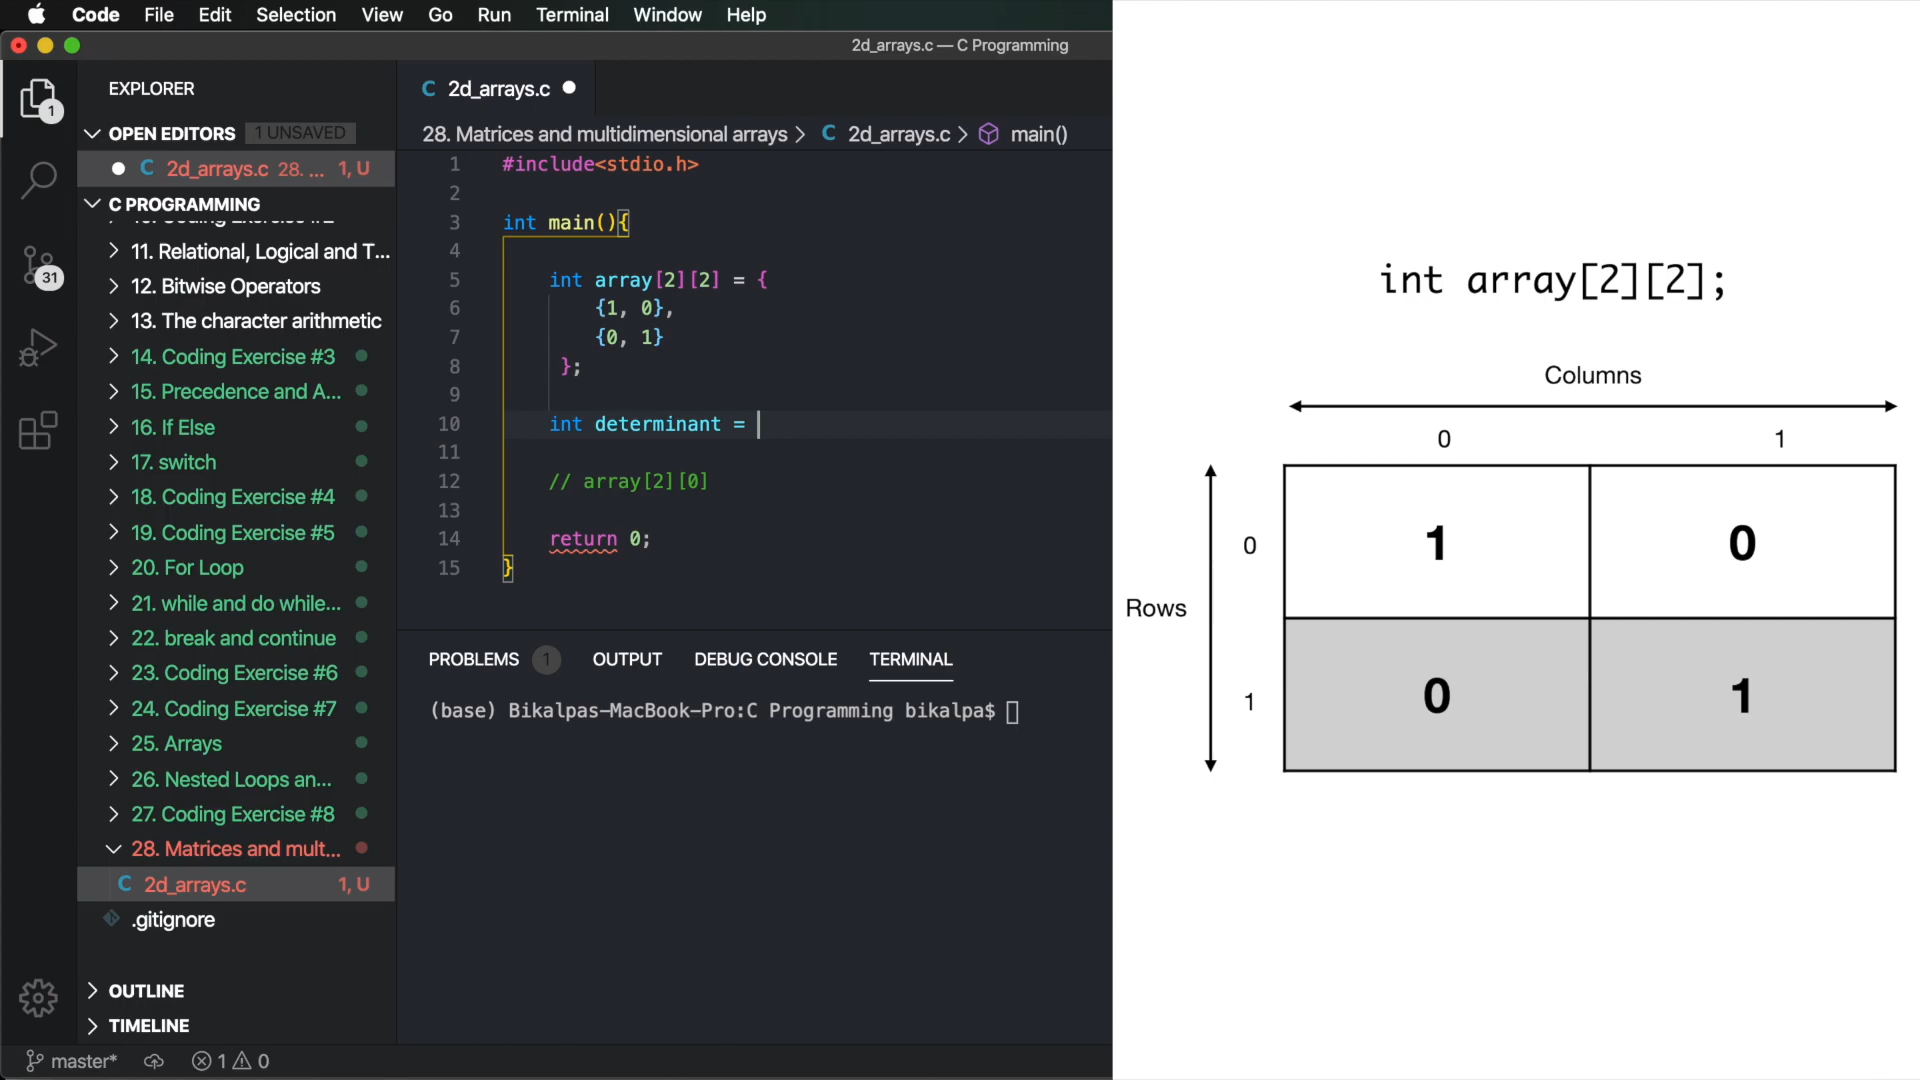 Code File Edit Selection View Go Run Terminal Window Help
2d_arrays.c — C Programming
EXPLORER
OPEN EDITORS 1 UNSAVED
2d_arrays.c 28. ... 1, U
C PROGRAMMING
11. Relational, Logical and T...
12. Bitwise Operators
13. The character arithmetic
14. Coding Exercise #3
15. Precedence and A...
16. If Else
17. switch
18. Coding Exercise #4
19. Coding Exercise #5
20. For Loop
21. while and do while...
22. break and continue
23. Coding Exercise #6
24. Coding Exercise #7
25. Arrays
26. Nested Loops an...
27. Coding Exercise #8
28. Matrices and mult...
C 2d_arrays.c 1, U
.gitignore
OUTLINE
TIMELINE
master* 1 0
1
31
C 2d_arrays.c
28. Matrices and multidimensional arrays > C 2d_arrays.c > main()
1 #include<stdio.h>
2
3 int main(){
4
5 int array[2][2] = {
6 {1, 0},
7 {0, 1}
8 };
9
10 int determinant =
11
12 // array[2][0]
13
14 return 0;
15 }
PROBLEMS 1 OUTPUT DEBUG CONSOLE TERMINAL
(base) Bikalpas-MacBook-Pro:C Programming bikalpa$
int array[2][2];
Columns
0 1
Rows
0 1 0
1 0 1